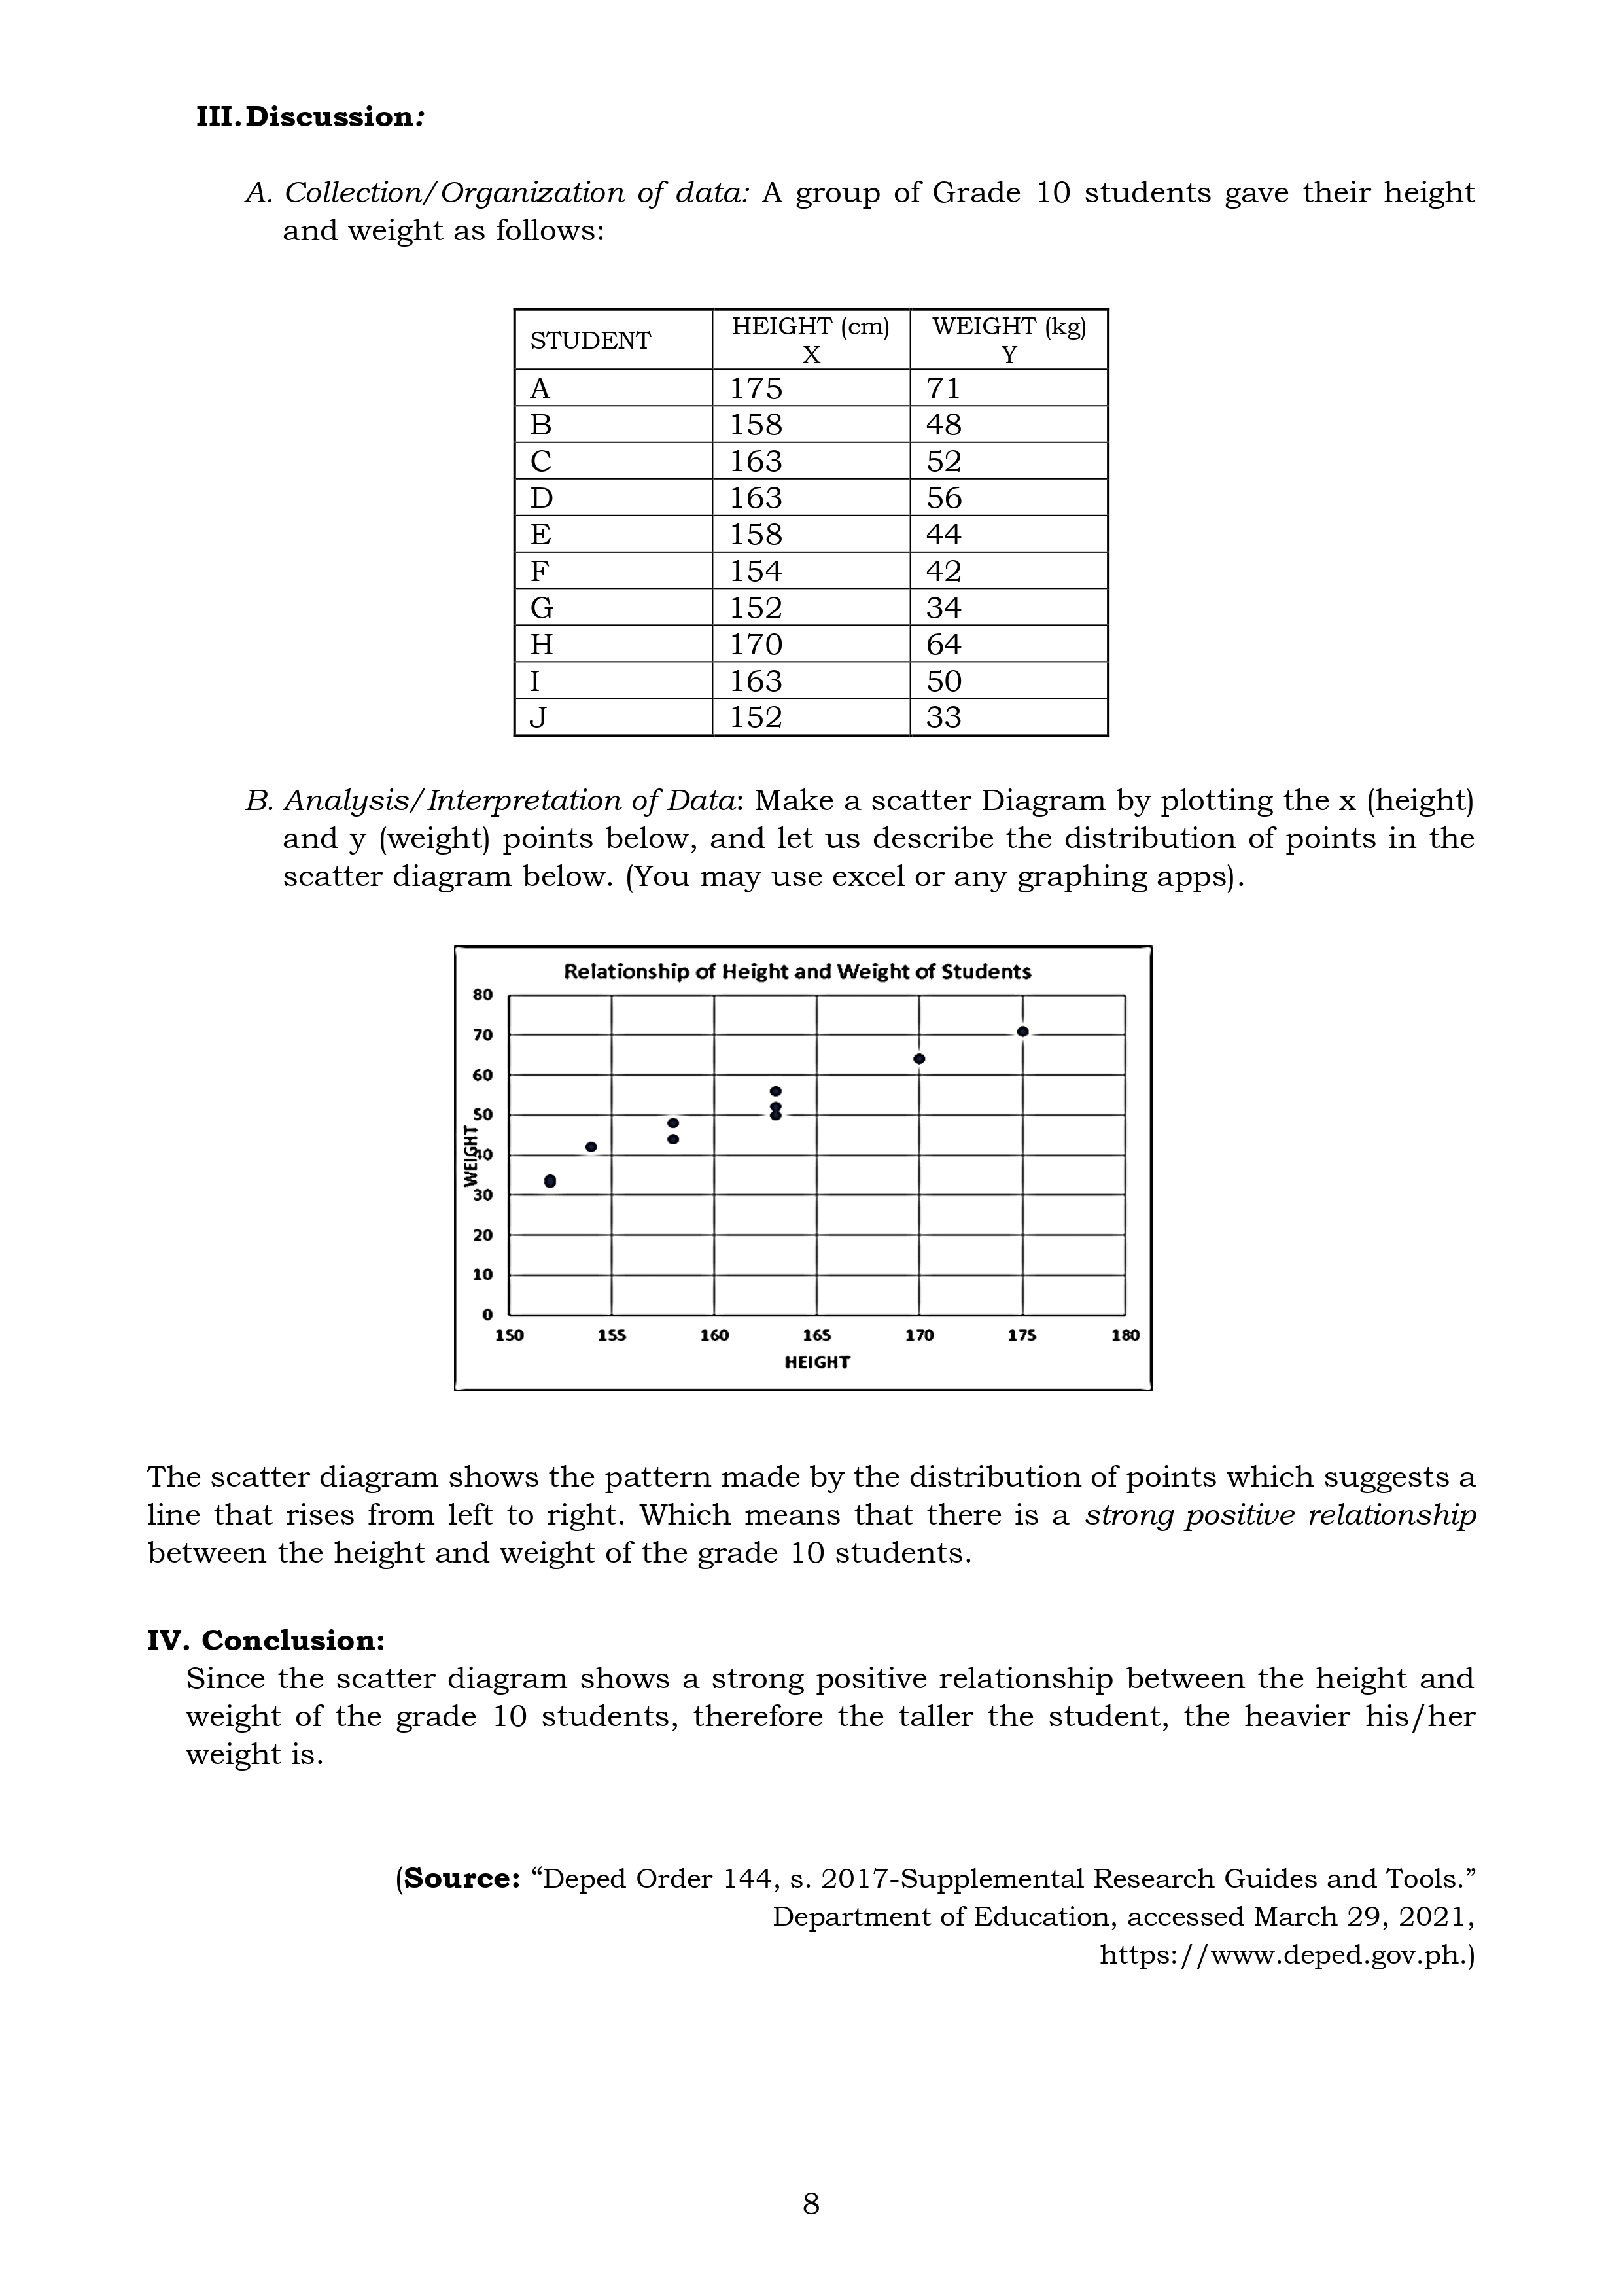 III. Discussion:
A. Collection/Organization of data: A group of Grade 10 students gave their height
and weight as follows:
STUDENT HEIGHT (cm) X WEIGHT (kg) Y
A 175 71
B 158 48
C 163 52
D 163 56
E 158 44
F 154 42
G 152 34
H 170 64
I 163 50
J 152 33
B. Analysis/Interpretation of Data: Make a scatter Diagram by plotting the x (height)
and y (weight) points below, and let us describe the distribution of points in the
scatter diagram below. (You may use excel or any graphing apps).
Relationship of Height and Weight of Students
80
70
60
50
40
30
20
10
0
WEIGHT
150 155 160 165 170 175 180
HEIGHT
The scatter diagram shows the pattern made by the distribution of points which suggests a
line that rises from left to right. Which means that there is a strong positive relationship
between the height and weight of the grade 10 students.
IV. Conclusion:
Since the scatter diagram shows a strong positive relationship between the height and
weight of the grade 10 students, therefore the taller the student, the heavier his/her
weight is.
(Source: “Deped Order 144, s. 2017-Supplemental Research Guides and Tools.”
Department of Education, accessed March 29, 2021,
https://www.deped.gov.ph.)
8